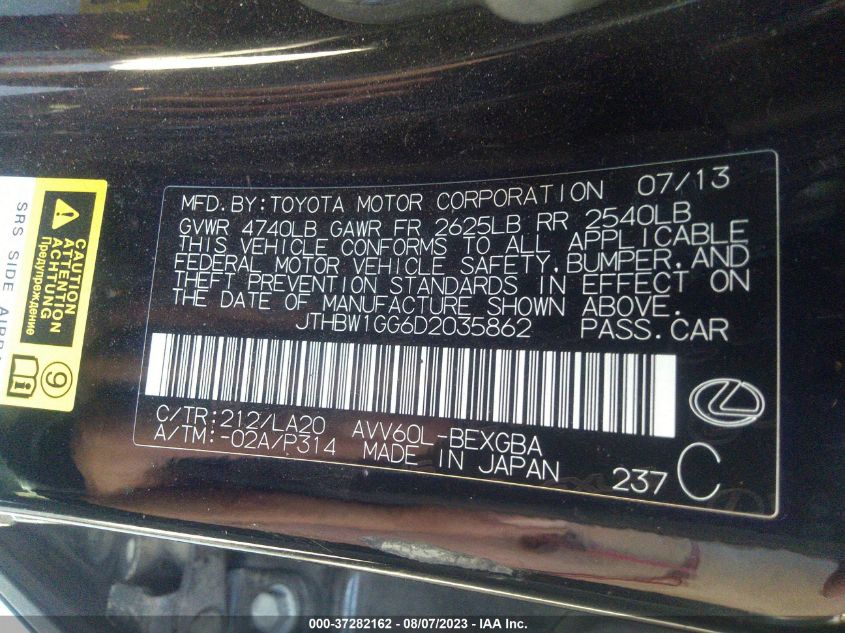 MFD. BY:TOYOTA MOTOR CORPORATION 07/13
GVWR 4740LB GAWR FR 2625LB RR 2540LB
THIS VEHICLE CONFORMS TO ALL APPLICABLE
FEDERAL MOTOR VEHICLE SAFETY,BUMPER,AND
THEFT PREVENTION STANDARDS IN EFFECT ON
THE DATE OF MANUFACTURE SHOWN ABOVE.
JTHBW1GG6D2035862 PASS.CAR
C/TR:212/LA20 AVV60L-BEXGBA
A/TM:-02A/P314 MADE IN JAPAN
237 C
CAUTION
ATTENTION
ACHTUNG
Предупреждение
9
SRS SIDE
000-37282162 - 08/07/2023 - © IAA Inc.